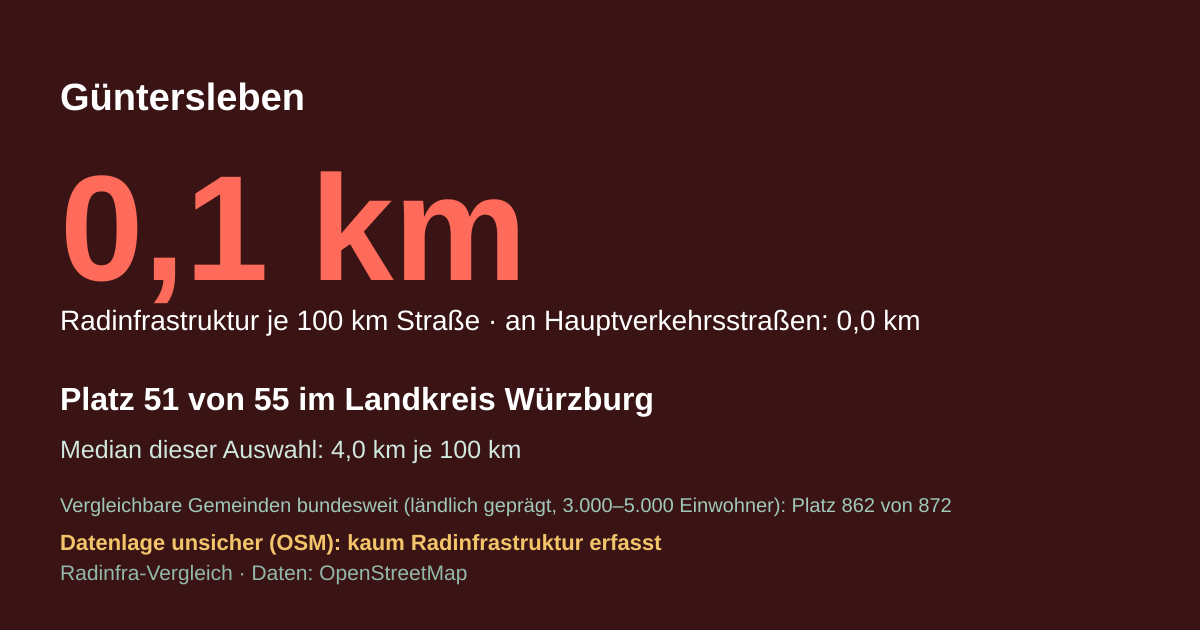 Güntersleben
0,1 km
Radinfrastruktur je 100 km Straße · an Hauptverkehrsstraßen: 0,0 km
Platz 51 von 55 im Landkreis Würzburg
Median dieser Auswahl: 4,0 km je 100 km
Vergleichbare Gemeinden bundesweit (ländlich geprägt, 3.000–5.000 Einwohner): Platz 862 von 872
Datenlage unsicher (OSM): kaum Radinfrastruktur erfasst
Radinfra-Vergleich · Daten: OpenStreetMap